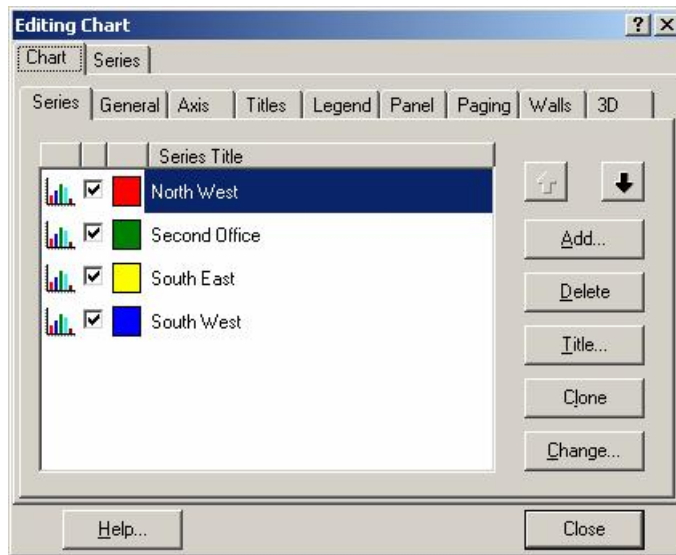 Editing Chart
Chart Series
Series General Axis Titles Legend Panel Paging Walls 3D
Series Title
North West
Second Office
South East
South West
Add...
Delete
Title...
Clone
Change...
Help... Close